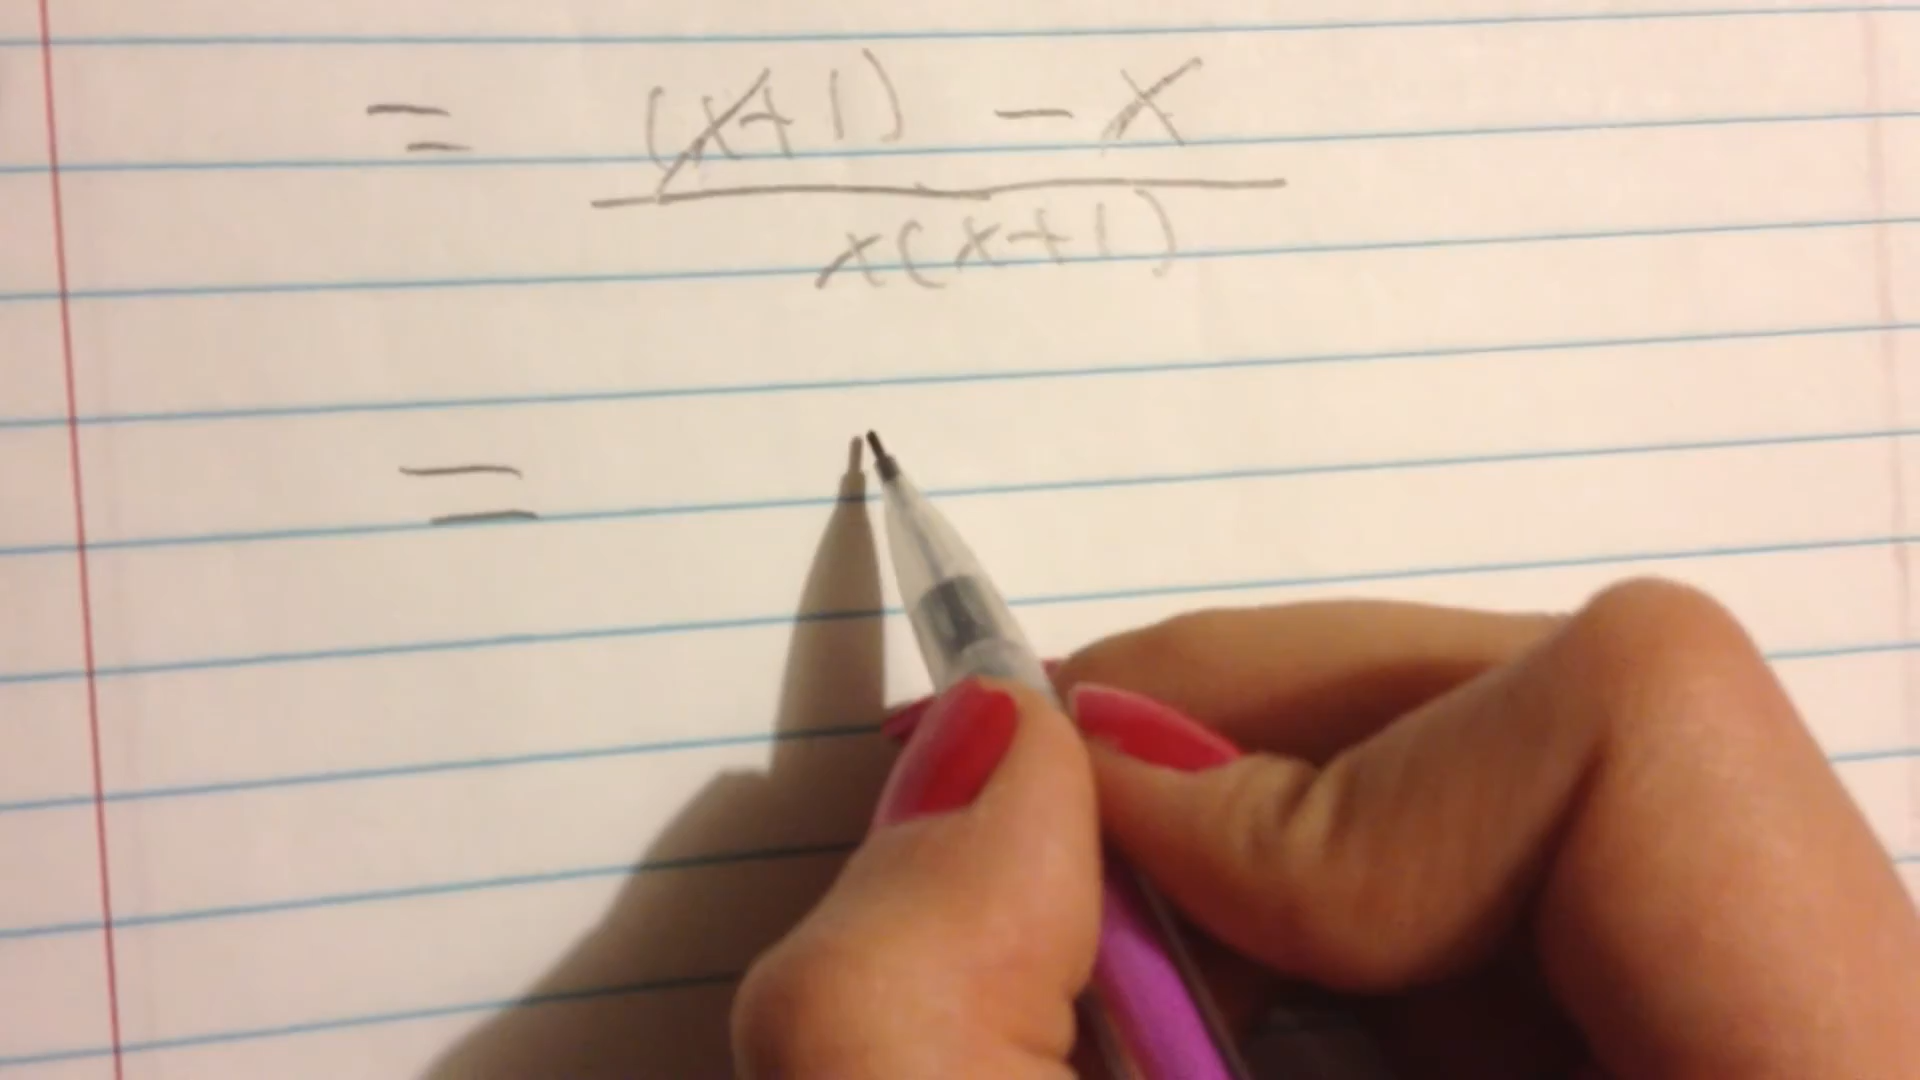 = (x+1) - x
x(x+1)
=